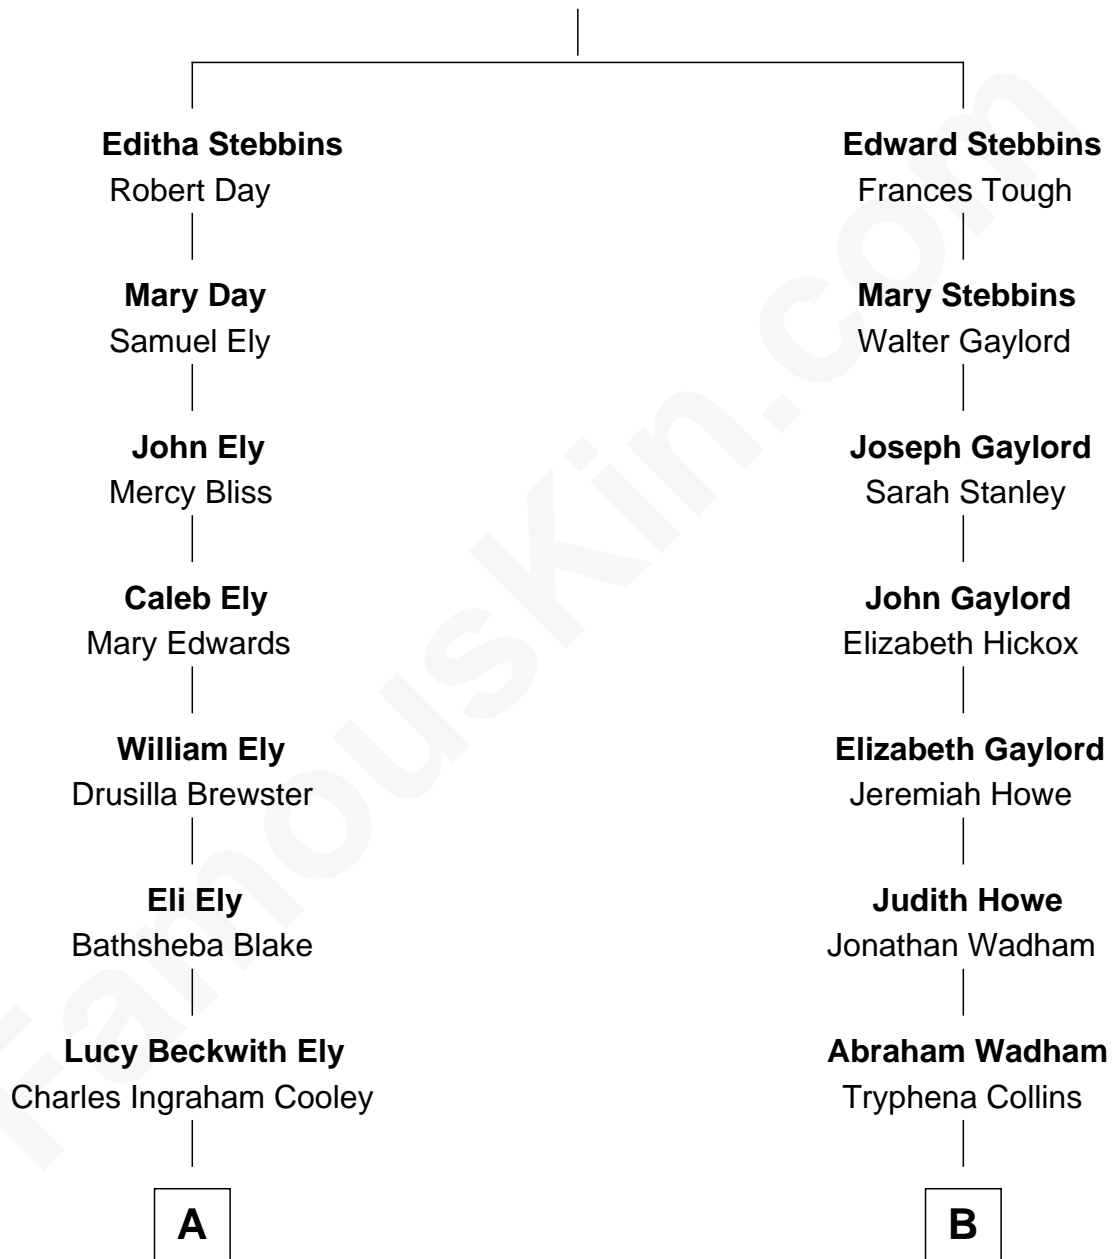 Editha Stebbins
Robert Day
Mary Day
Samuel Ely
John Ely
Mercy Bliss
Caleb Ely
Mary Edwards
William Ely
Drusilla Brewster
Eli Ely
Bathsheba Blake
Lucy Beckwith Ely
Charles Ingraham Cooley
A
Edward Stebbins
Frances Tough
Mary Stebbins
Walter Gaylord
Joseph Gaylord
Sarah Stanley
John Gaylord
Elizabeth Hickox
Elizabeth Gaylord
Jeremiah Howe
Judith Howe
Jonathan Wadham
Abraham Wadham
Tryphena Collins
B
FamousKin.com